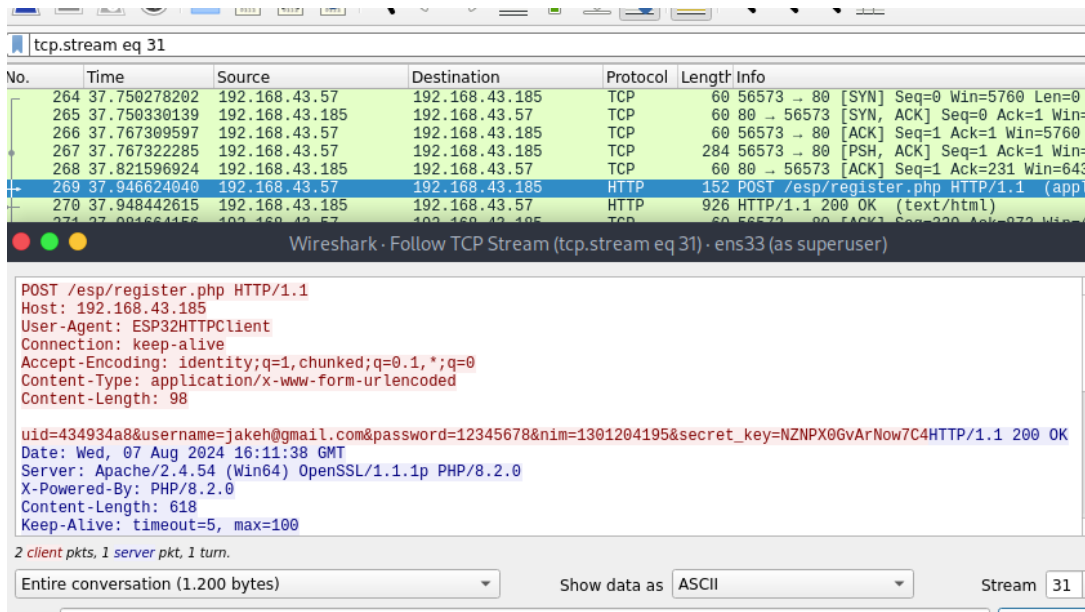 tcp.stream eq 31
No. Time Source Destination Protocol Length Info
264 37.750278202 192.168.43.57 192.168.43.185 TCP 60 56573 → 80 [SYN] Seq=0 Win=5760 Len=0
265 37.750330139 192.168.43.185 192.168.43.57 TCP 60 80 → 56573 [SYN, ACK] Seq=0 Ack=1 Win=
266 37.767309597 192.168.43.57 192.168.43.185 TCP 60 56573 → 80 [ACK] Seq=1 Ack=1 Win=5760
267 37.767322285 192.168.43.57 192.168.43.185 TCP 284 56573 → 80 [PSH, ACK] Seq=1 Ack=1 Win=
268 37.821596924 192.168.43.185 192.168.43.57 TCP 60 80 → 56573 [ACK] Seq=1 Ack=231 Win=643
269 37.946624040 192.168.43.57 192.168.43.185 HTTP 152 POST /esp/register.php HTTP/1.1 (app
270 37.948442615 192.168.43.185 192.168.43.57 HTTP 926 HTTP/1.1 200 OK (text/html)
Wireshark · Follow TCP Stream (tcp.stream eq 31) · ens33 (as superuser)
POST /esp/register.php HTTP/1.1
Host: 192.168.43.185
User-Agent: ESP32HTTPClient
Connection: keep-alive
Accept-Encoding: identity;q=1,chunked;q=0.1,*;q=0
Content-Type: application/x-www-form-urlencoded
Content-Length: 98
uid=434934a8&username=jakeh@gmail.com&password=12345678&nim=1301204195&secret_key=NZNPX0GvArNow7C4HTTP/1.1 200 OK
Date: Wed, 07 Aug 2024 16:11:38 GMT
Server: Apache/2.4.54 (Win64) OpenSSL/1.1.1p PHP/8.2.0
X-Powered-By: PHP/8.2.0
Content-Length: 618
Keep-Alive: timeout=5, max=100
2 client pkts, 1 server pkt, 1 turn.
Entire conversation (1.200 bytes) Show data as ASCII Stream 31